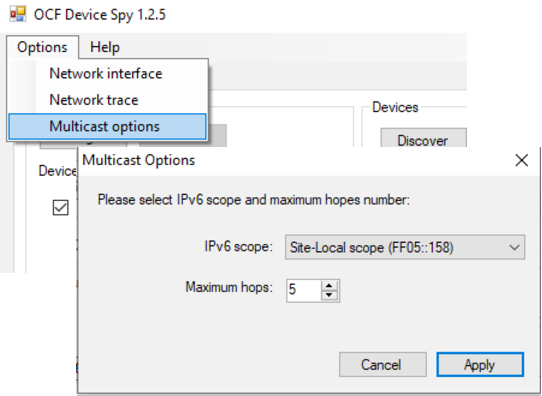 OCF Device Spy 1.2.5
Options Help
Network interface
Network trace
Multicast options
Devices
Discover
Device
Multicast Options
Please select IPv6 scope and maximum hopes number:
IPv6 scope: Site-Local scope (FF05::158)
Maximum hops: 5
Cancel Apply